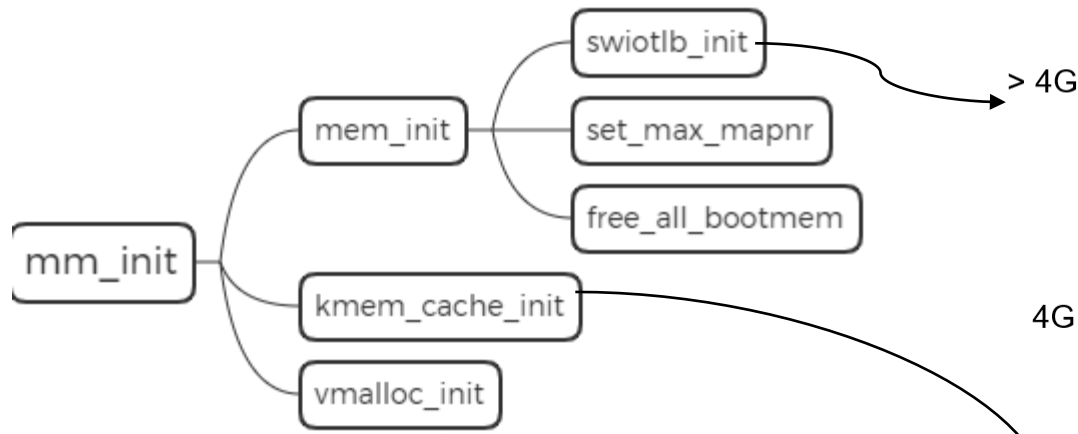 swiotlb_init
> 4G
mem_init
set_max_mapnr
free_all_bootmem
mm_init
kmem_cache_init
4G
vmalloc_init